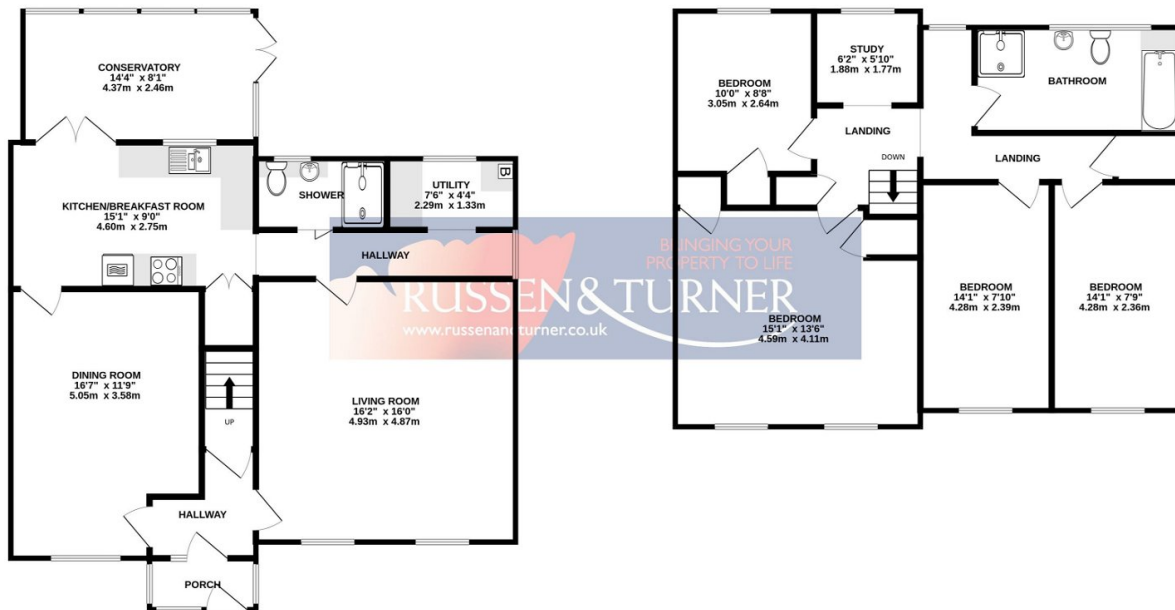 CONSERVATORY
14'4" x 8'1"
4.37m x 2.46m
KITCHEN/BREAKFAST ROOM
15'1" x 9'0"
4.60m x 2.75m
SHOWER
UTILITY
7'6" x 4'4"
2.29m x 1.33m
B
HALLWAY
DINING ROOM
16'7" x 11'9"
5.05m x 3.58m
UP
LIVING ROOM
16'2" x 16'0"
4.93m x 4.87m
HALLWAY
PORCH
BEDROOM
10'0" x 8'8"
3.05m x 2.64m
STUDY
6'2" x 5'10"
1.88m x 1.77m
BATHROOM
LANDING
DOWN
LANDING
BEDROOM
15'1" x 13'6"
4.59m x 4.11m
BEDROOM
14'1" x 7'10"
4.28m x 2.39m
BEDROOM
14'1" x 7'9"
4.28m x 2.36m
BRINGING YOUR
PROPERTY TO LIFE
RUSSEN & TURNER
www.russenandturner.co.uk